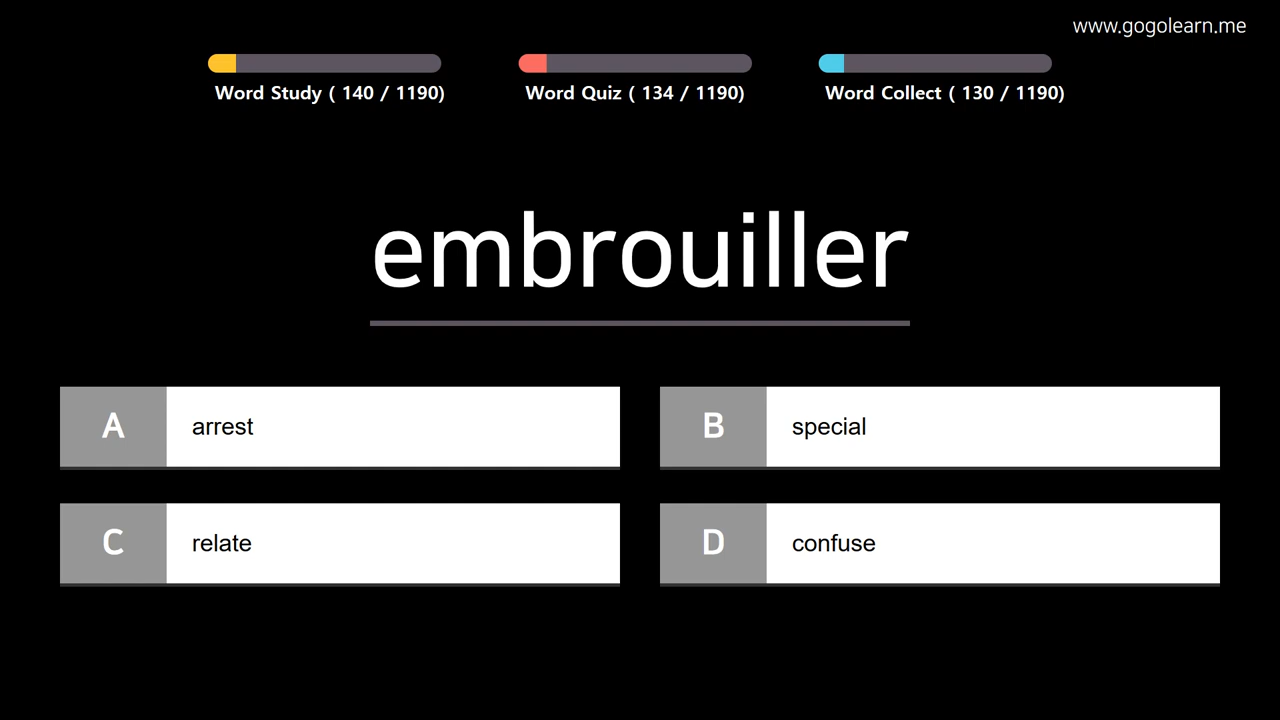 www.gogolearn.me
Word Study ( 140 / 1190)
Word Quiz ( 134 / 1190)
Word Collect ( 130 / 1190)
embrouiller
A arrest
B special
C relate
D confuse